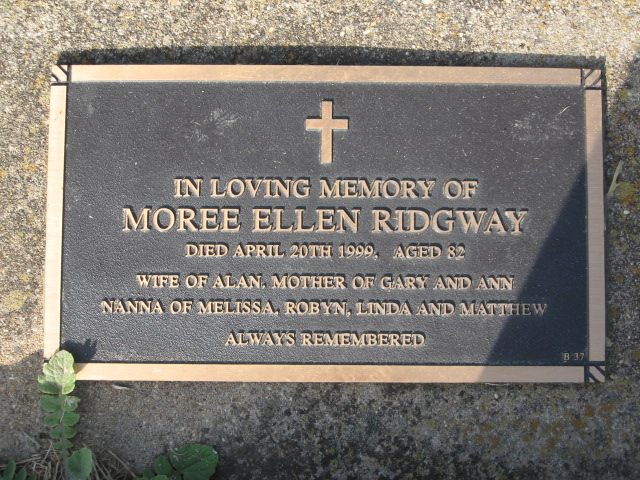 IN LOVING MEMORY OF
MOREE ELLEN RIDGWAY
DIED APRIL 20TH 1999, AGED 82
WIFE OF ALAN, MOTHER OF GARY AND ANN
NANNA OF MELISSA, ROBYN, LINDA AND MATTHEW
ALWAYS REMEMBERED
B 37